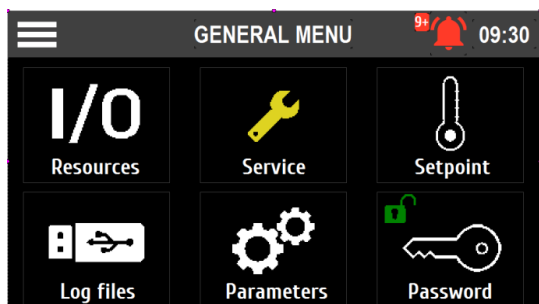 GENERAL MENU 9+ 09:30
I/O
Resources Service Setpoint
Log files Parameters Password